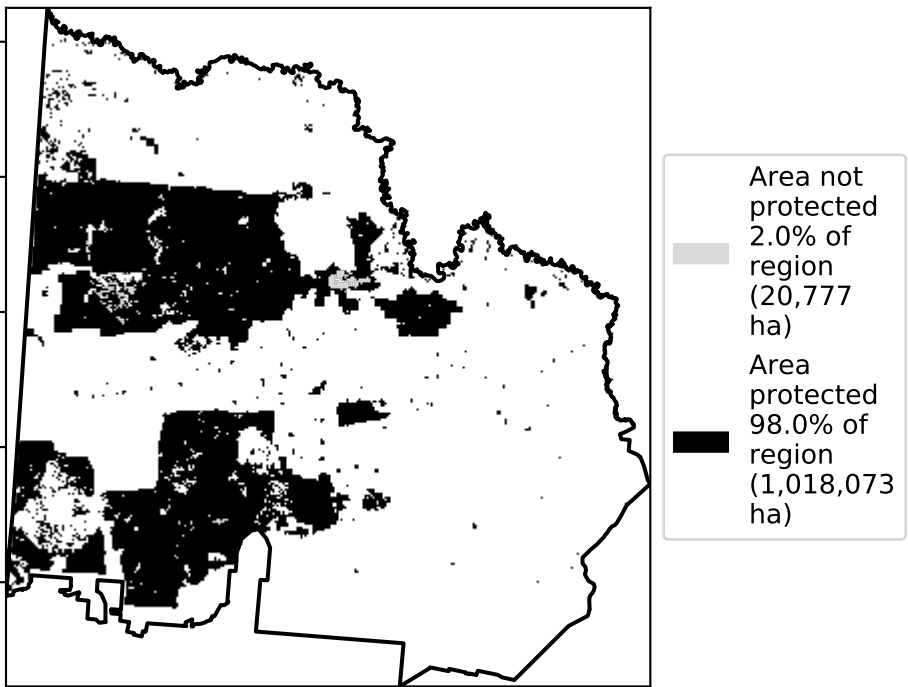 Area not
protected
2.0% of
region
(20,777
ha)
Area
protected
98.0% of
region
(1,018,073
ha)